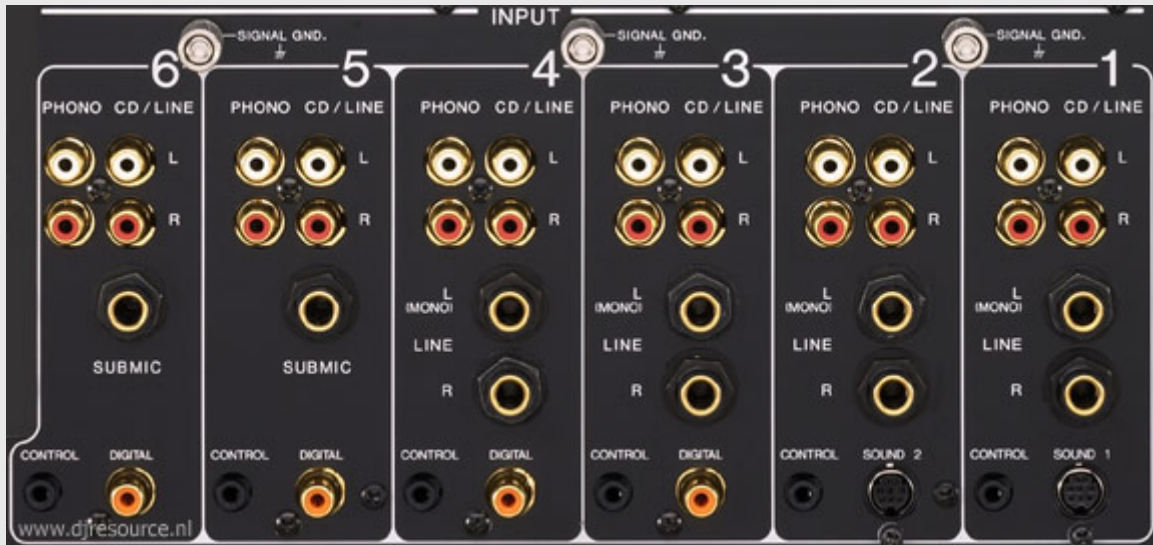 INPUT
SIGNAL GND. SIGNAL GND. SIGNAL GND.
6 5 4 3 2 1
PHONO CD / LINE PHONO CD / LINE PHONO CD / LINE PHONO CD / LINE PHONO CD / LINE PHONO CD / LINE
L L L L L L
R R R R R R
L L L L
(MONO) (MONO) (MONO) (MONO)
LINE LINE LINE LINE
SUBMIC SUBMIC
R R R R
CONTROL DIGITAL CONTROL DIGITAL CONTROL DIGITAL CONTROL DIGITAL CONTROL SOUND 2 CONTROL SOUND 1
www.djresource.nl